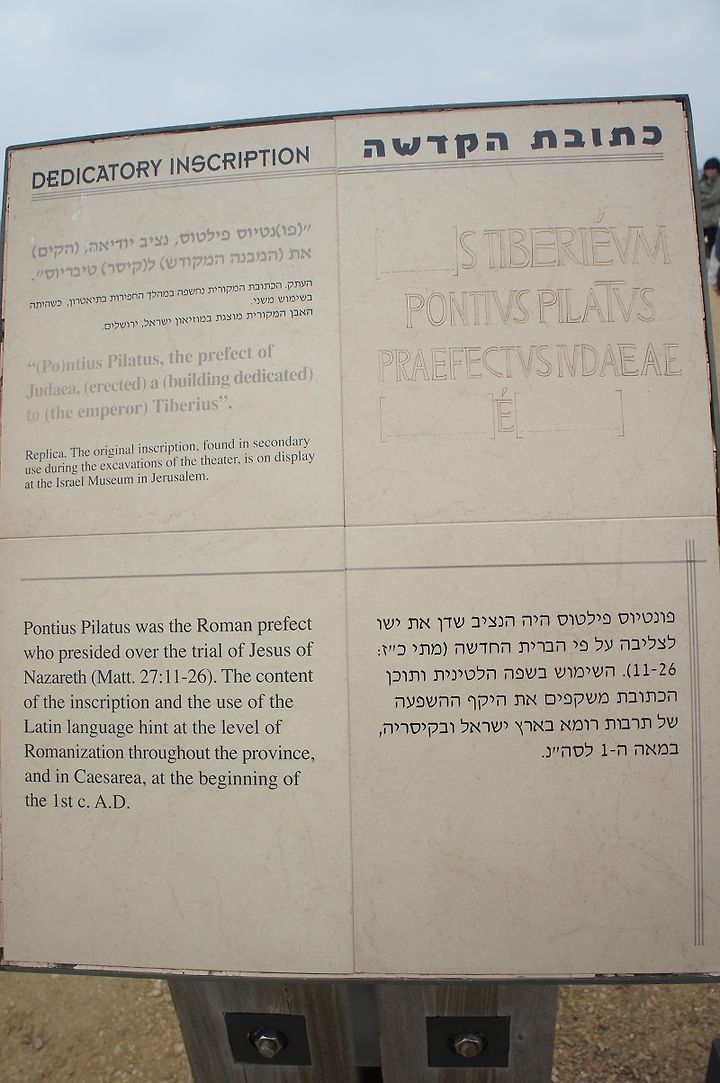 DEDICATORY INSCRIPTION
"(פו)נטיוס פילטוס, נציב יודיאה, (הקים)
את (המבנה המקודש) ל(קיסר) טיבריוס".
העתק. הכתובת המקורית נחשפה במהלך החפירות בתיאטרון, כשהיתה
בשימוש משני.
האבן המקורית מוצגת במוזיאון ישראל, ירושלים.
"(Po)ntius Pilatus, the prefect of
Judaea, (erected) a (building dedicated)
to (the emperor) Tiberius".
Replica. The original inscription, found in secondary
use during the excavations of the theater, is on display
at the Israel Museum in Jerusalem.
כתובת הקדשה
[ ]S TIBERIÉVM
PONTIVS PILATVS
PRAEFECTVS IVDAEAE
[ ]É[ ]
Pontius Pilatus was the Roman prefect
who presided over the trial of Jesus of
Nazareth (Matt. 27:11-26). The content
of the inscription and the use of the
Latin language hint at the level of
Romanization throughout the province,
and in Caesarea, at the beginning of
the 1st c. A.D.
פונטיוס פילטוס היה הנציב שדן את ישו
לצליבה על פי הברית החדשה (מתי כ"ז:
11-26). השימוש בשפה הלטינית ותוכן
הכתובת משקפים את היקף ההשפעה
של תרבות רומא בארץ ישראל ובקיסריה,
במאה ה-1 לסה"נ.